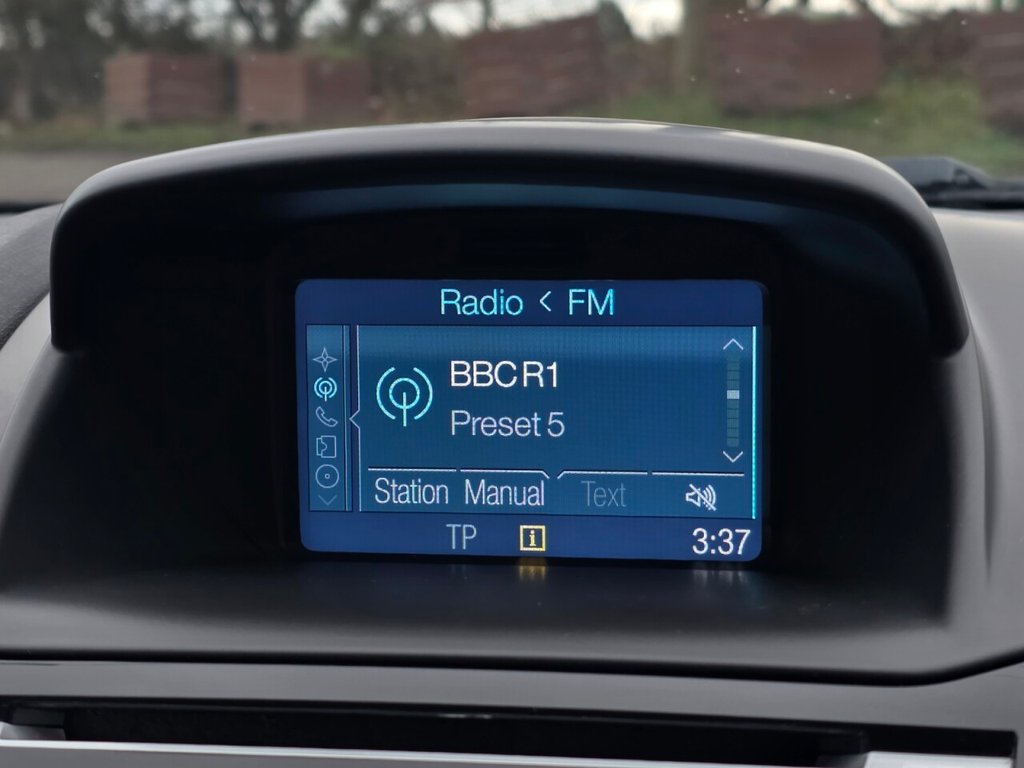 Radio < FM
BBC R1
Preset 5
Station Manual Text
TP i 3:37